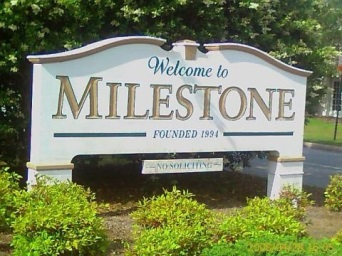 Welcome to
MILESTONE
FOUNDED 1994
NO SOLICITING